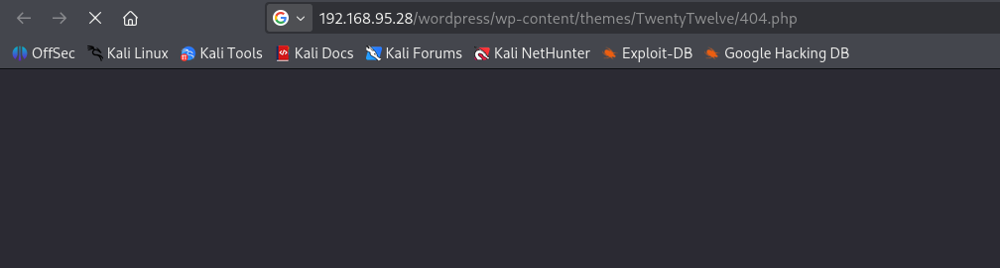 192.168.95.28/wordpress/wp-content/themes/TwentyTwelve/404.php
OffSec Kali Linux Kali Tools Kali Docs Kali Forums Kali NetHunter Exploit-DB Google Hacking DB